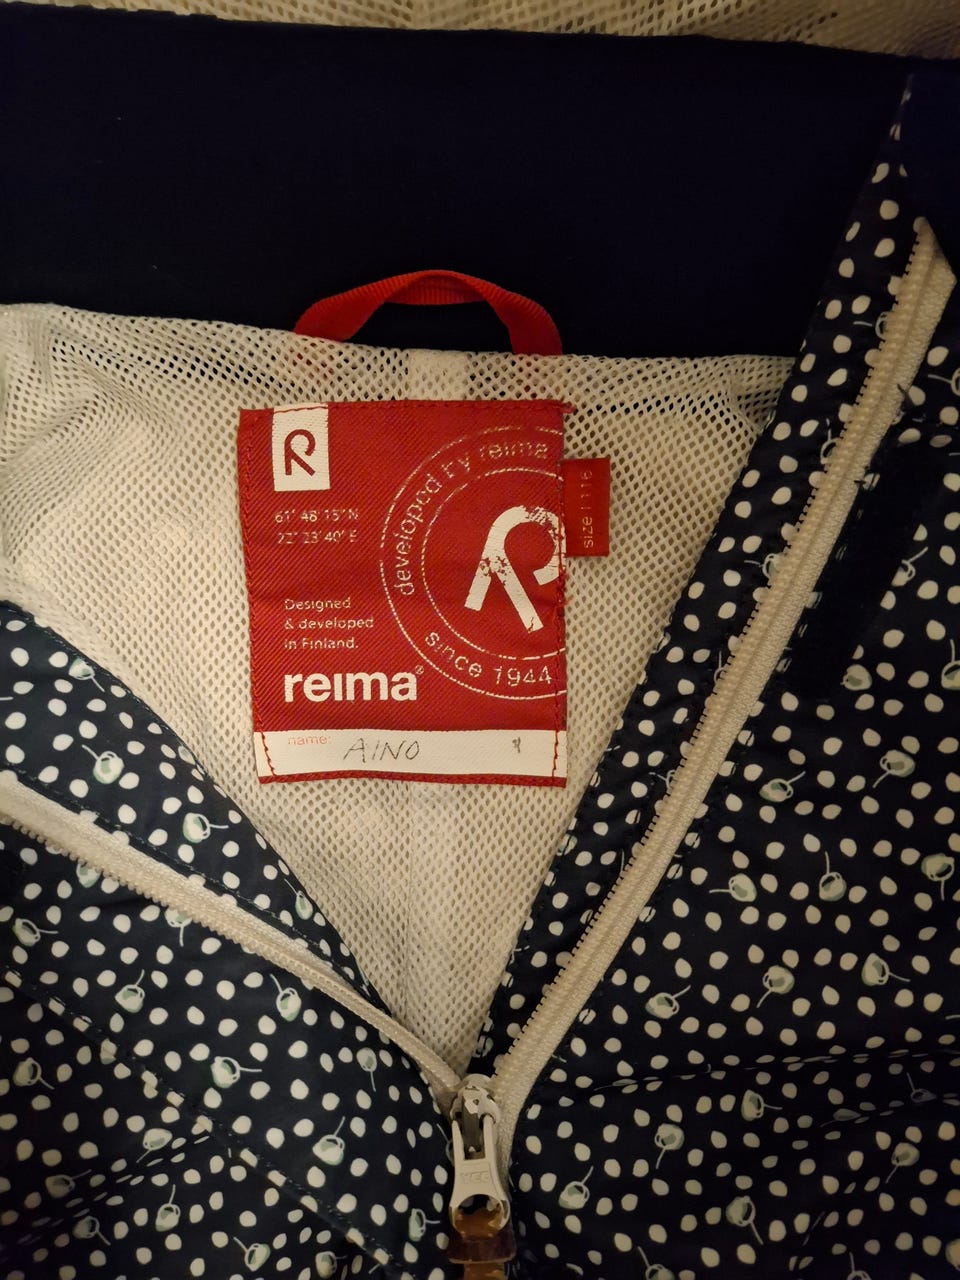 developed by reima
61° 48' 15" N
22° 23' 40" E
size | 116
Designed
& developed
in Finland.
since 1944
reima®
name: AINO